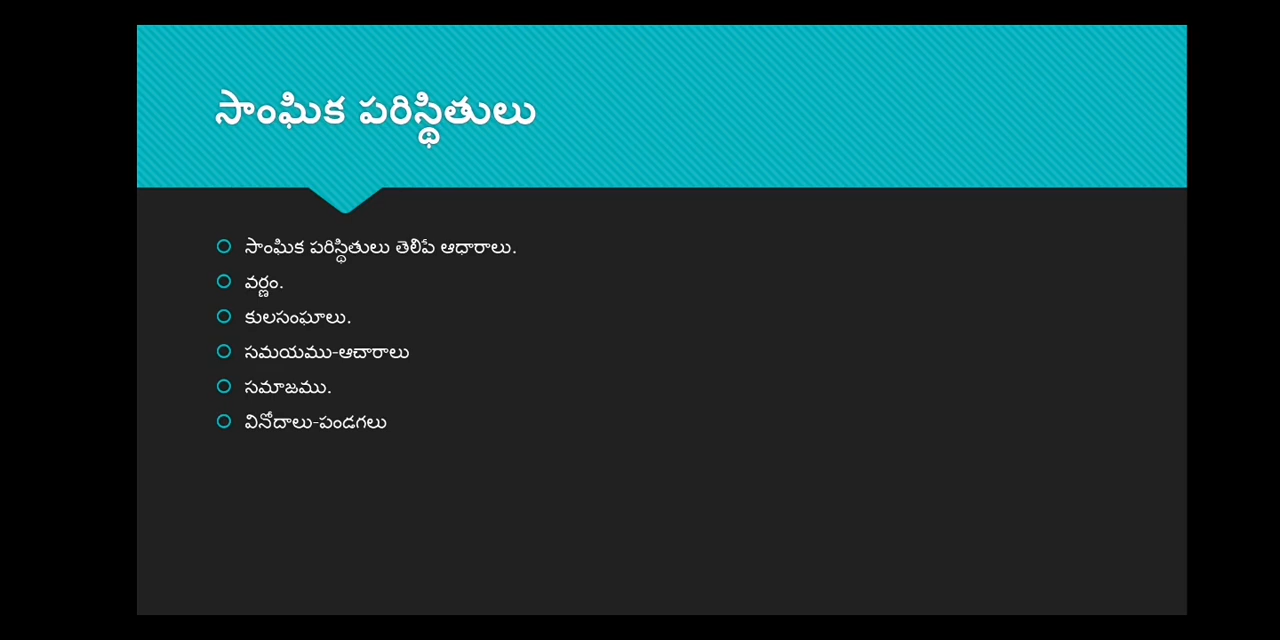 సాంఘిక పరిస్థితులు
సాంఘిక పరిస్థితులు తెలిపే ఆధారాలు.
వర్ణం.
కులసంఘాలు.
సమయము-ఆచారాలు
సమాజము.
వినోదాలు-పండగలు